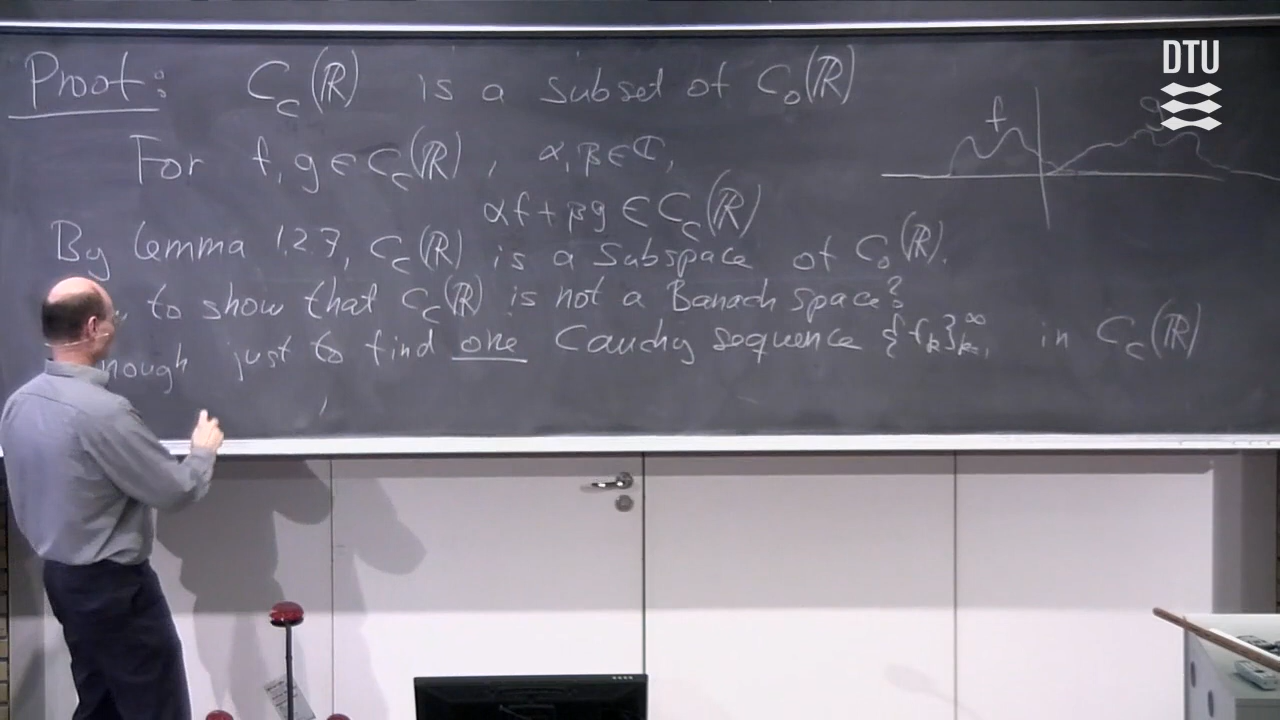 Proof: C_c(ℝ) is a subset of C_0(ℝ)
For f, g ∈ C_c(ℝ), α, β ∈ ℂ,
αf + βg ∈ C_c(ℝ)
By Lemma 1.2.7, C_c(ℝ) is a subspace of C_0(ℝ).
to show that C_c(ℝ) is not a Banach space?
nough just to find one Cauchy sequence {f_k}_{k=1}^∞ in C_c(ℝ)
f
g
DTU